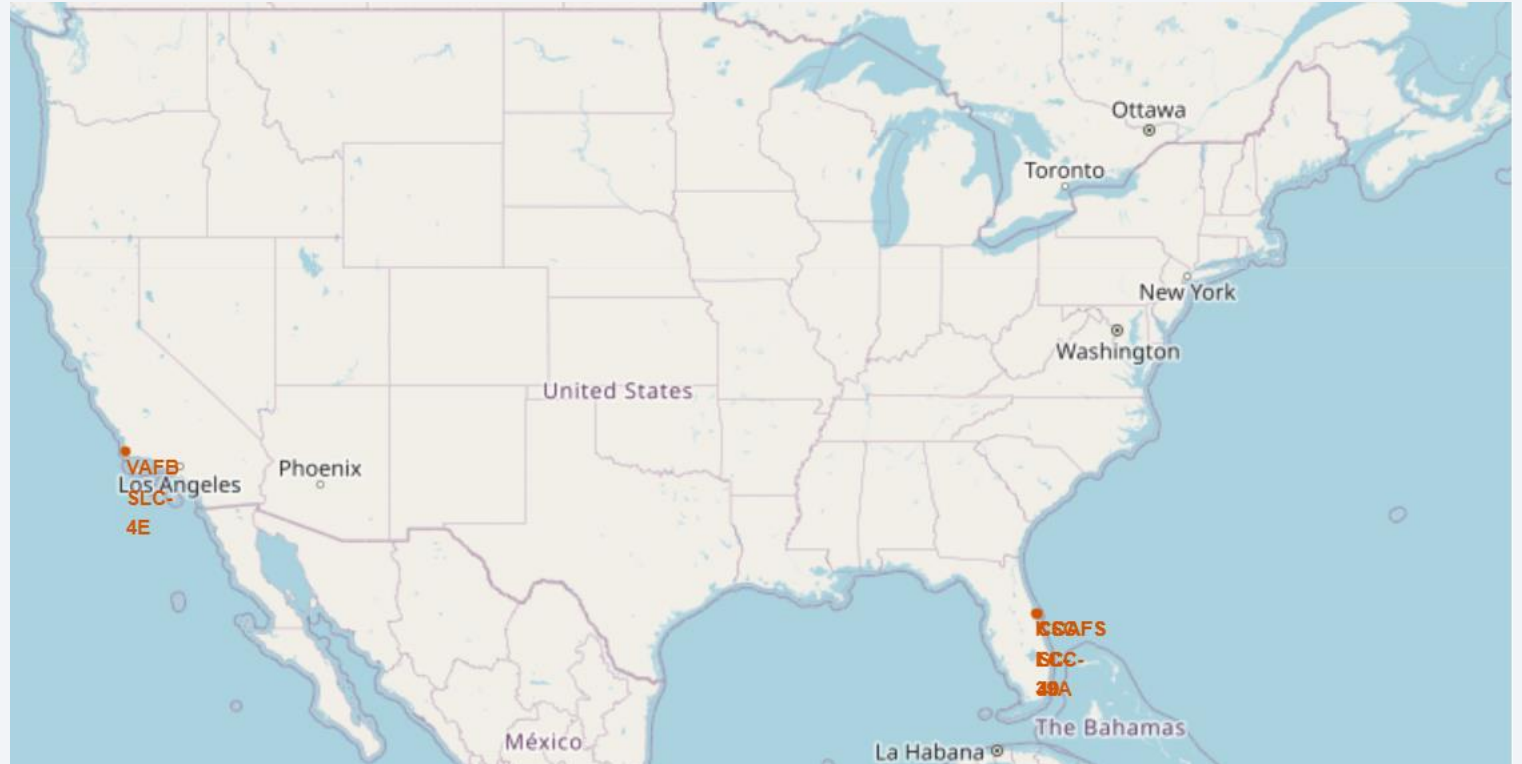 Ottawa
Toronto
New York
Washington
United States
VAFB
Phoenix
Los Angeles
SLC-
4E
The Bahamas
México
La Habana